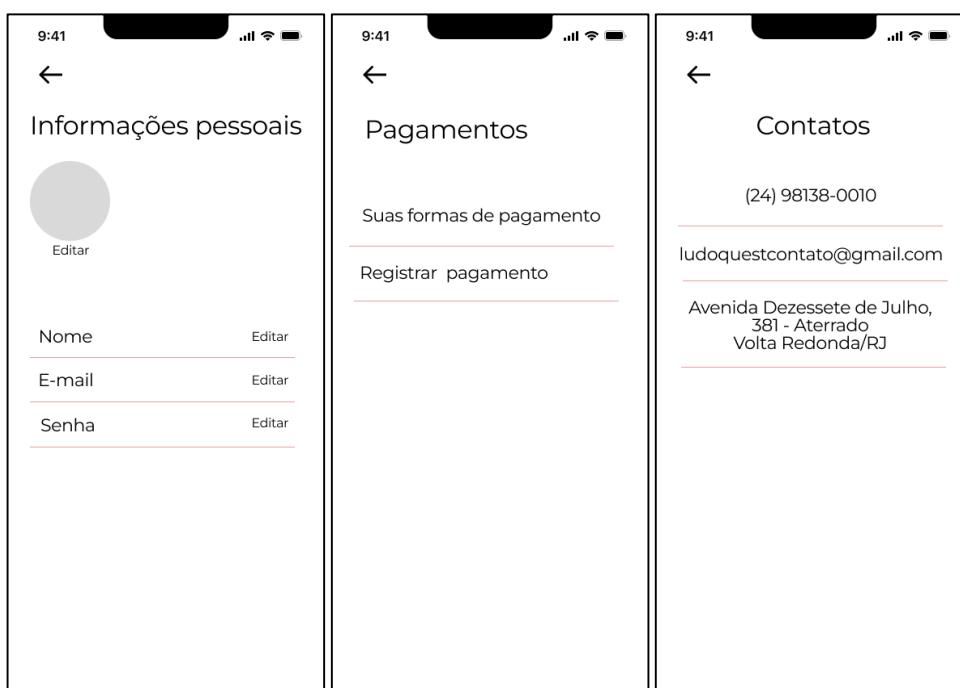 9:41
Informações pessoais
Editar
Nome Editar
E-mail Editar
Senha Editar
9:41
Pagamentos
Suas formas de pagamento
Registrar pagamento
9:41
Contatos
(24) 98138-0010
ludoquestcontato@gmail.com
Avenida Dezessete de Julho,
381 - Aterrado
Volta Redonda/RJ